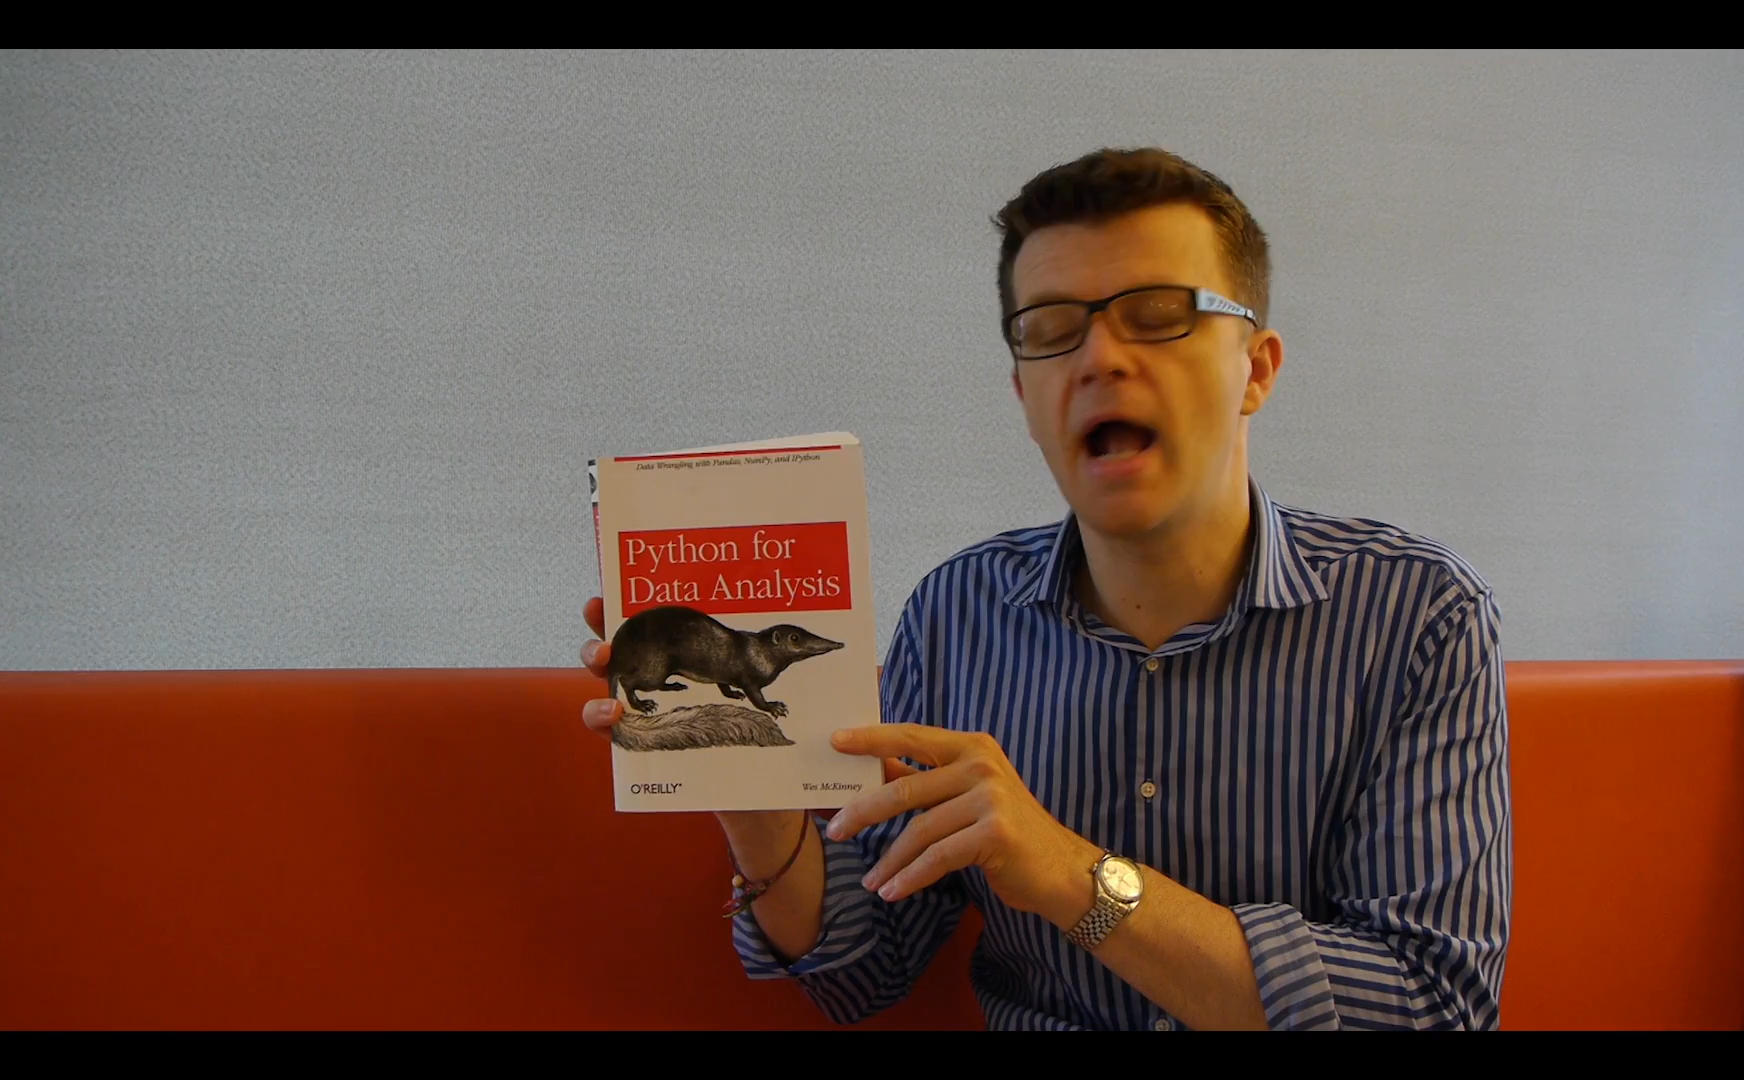 Data Wrangling with Pandas, NumPy, and IPython
Python for
Data Analysis
O'REILLY®
Wes McKinney